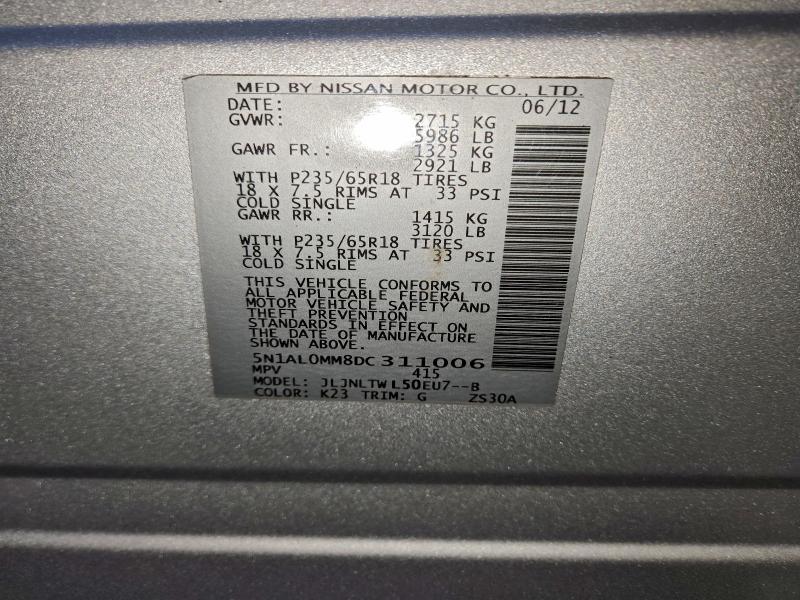 MFD BY NISSAN MOTOR CO., LTD.
DATE: 06/12
GVWR: 2715 KG
5986 LB
GAWR FR.: 1325 KG
2921 LB
WITH P235/65R18 TIRES
18 X 7.5 RIMS AT 33 PSI
COLD SINGLE
GAWR RR.: 1415 KG
3120 LB
WITH P235/65R18 TIRES
18 X 7.5 RIMS AT 33 PSI
COLD SINGLE
THIS VEHICLE CONFORMS TO
ALL APPLICABLE FEDERAL
MOTOR VEHICLE SAFETY AND
THEFT PREVENTION
STANDARDS IN EFFECT ON
THE DATE OF MANUFACTURE
SHOWN ABOVE.
5N1AL0MM8DC311006
MPV 415
MODEL: JLJNLTWL50EU7--B
COLOR: K23 TRIM: G ZS30A